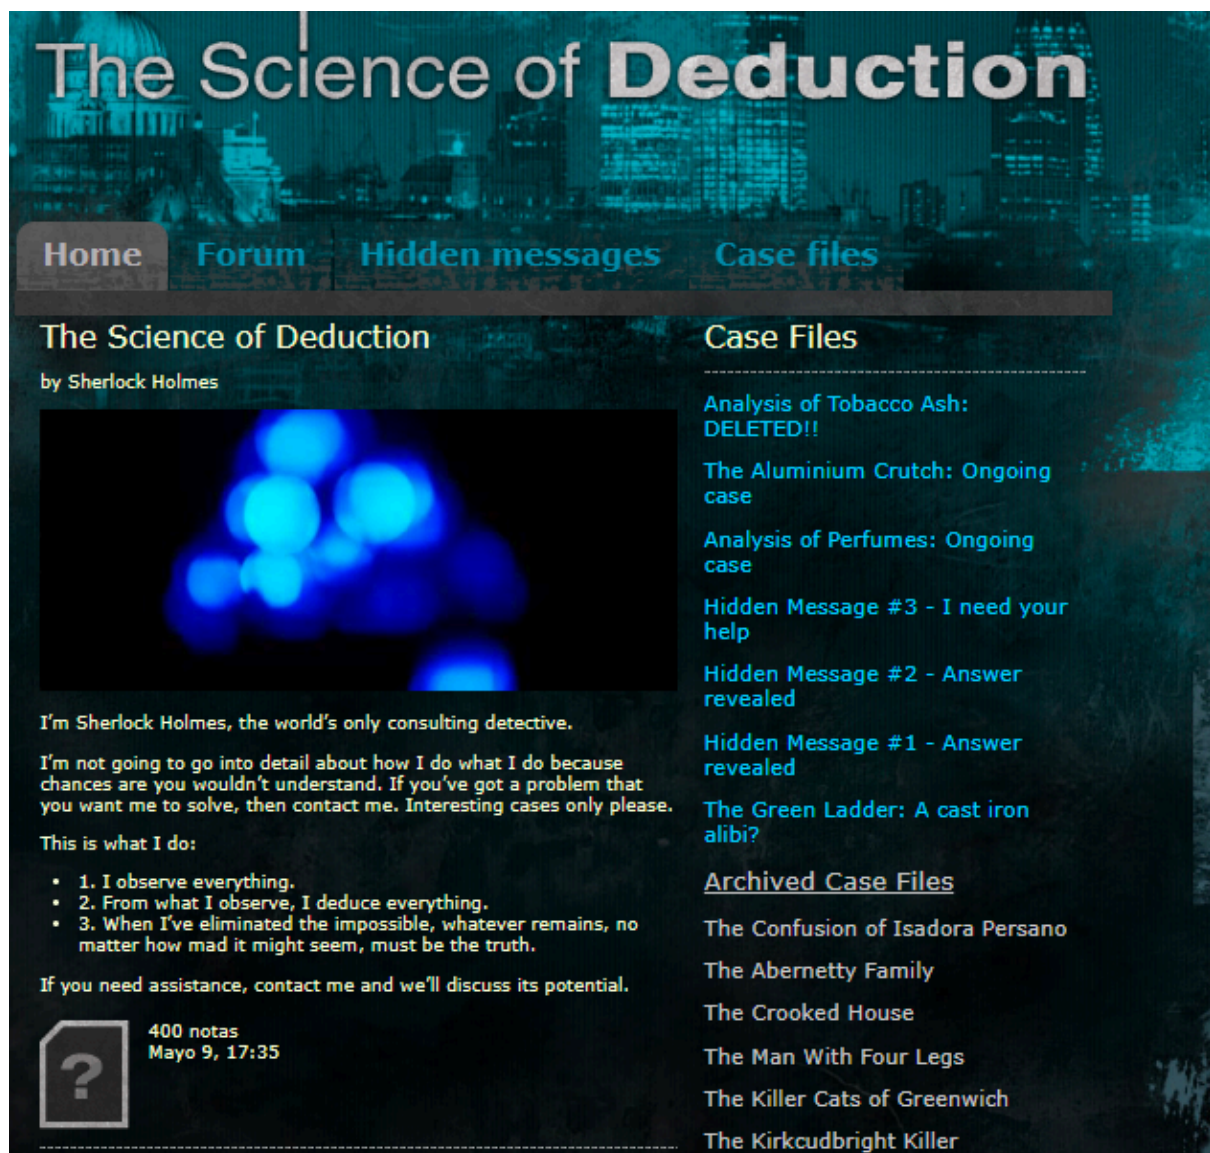 The Science of Deduction
Home Forum Hidden messages Case files
The Science of Deduction
by Sherlock Holmes
I'm Sherlock Holmes, the world's only consulting detective.
I'm not going to go into detail about how I do what I do because
chances are you wouldn't understand. If you've got a problem that
you want me to solve, then contact me. Interesting cases only please.
This is what I do:
• 1. I observe everything.
• 2. From what I observe, I deduce everything.
• 3. When I've eliminated the impossible, whatever remains, no
matter how mad it might seem, must be the truth.
If you need assistance, contact me and we'll discuss its potential.
?
400 notas
Mayo 9, 17:35
Case Files
Analysis of Tobacco Ash:
DELETED!!
The Aluminium Crutch: Ongoing
case
Analysis of Perfumes: Ongoing
case
Hidden Message #3 - I need your
help
Hidden Message #2 - Answer
revealed
Hidden Message #1 - Answer
revealed
The Green Ladder: A cast iron
alibi?
Archived Case Files
The Confusion of Isadora Persano
The Abernetty Family
The Crooked House
The Man With Four Legs
The Killer Cats of Greenwich
The Kirkcudbright Killer